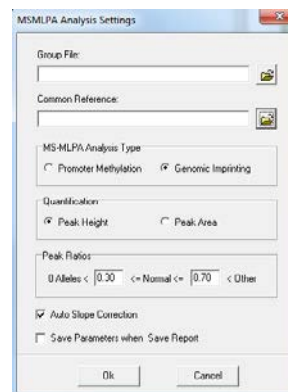 MSMLPA Analysis Settings
Group File:
Common Reference:
MS-MLPA Analysis Type
Promoter Methylation Genomic Imprinting
Quantification
Peak Height Peak Area
Peak Ratios
0 Alleles < 0.30 <= Normal <= 0.70 < Other
Auto Slope Correction
Save Parameters when Save Report
Ok Cancel